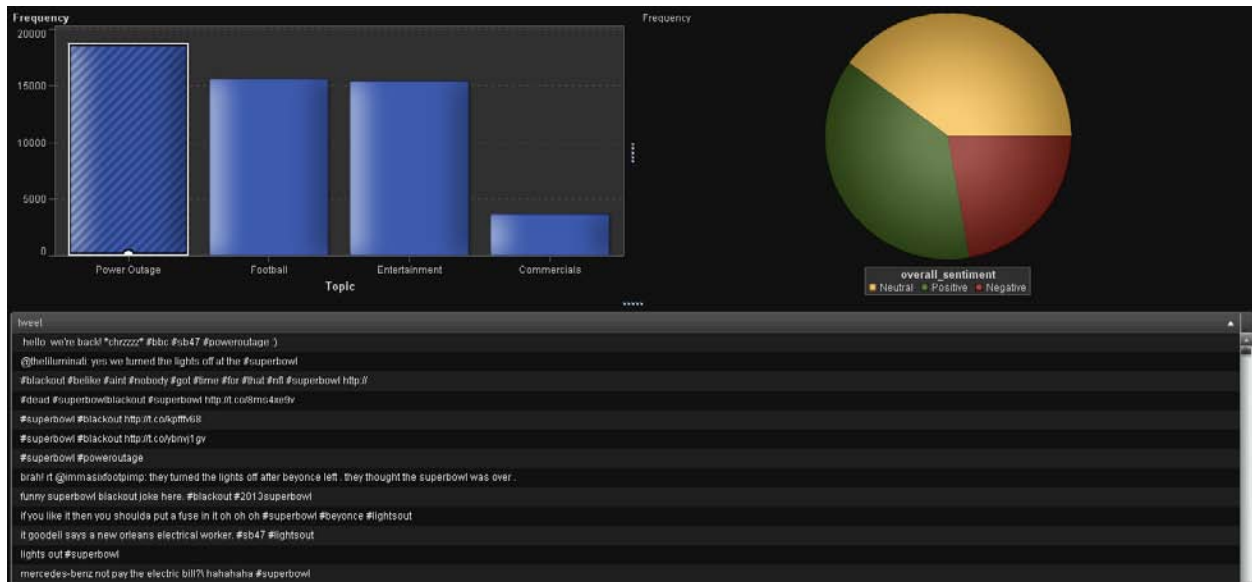 Frequency
20000
15000
10000
5000
0
Power Outage
Football
Entertainment
Commercials
Topic
Frequency
overall_sentiment
Neutral Positive Negative
tweet
hello we're back! *chrzzzz* #bbc #sb47 #poweroutage :)
yes we turned the lights off at the #superbowl
#blackout #belike #aint #nobody #got #time #for #that #nfl #superbowl http://
#dead #superbowlblackout #superbowl http://t.co/8ms4xe9v
#superbowl #blackout
#superbowl #blackout http://t.co/ybnvj1gv
#superbowl #poweroutage
brah! rt @immasixfootpimp: they turned the lights off after beyonce left . they thought the superbowl was over .
funny superbowl blackout joke here. #blackout #2013superbowl
if you like it then you shoulda put a fuse in it oh oh oh #superbowl #beyonce #lightsout
it goodell says a new orleans electrical worker. #sb47 #lightsout
lights out #superbowl
mercedes-benz not pay the electric bill?\ hahahaha #superbowl